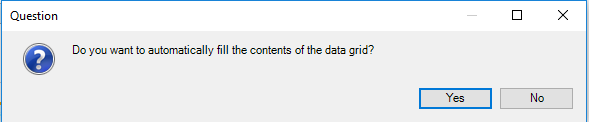 Question
Do you want to automatically fill the contents of the data grid?
Yes
No